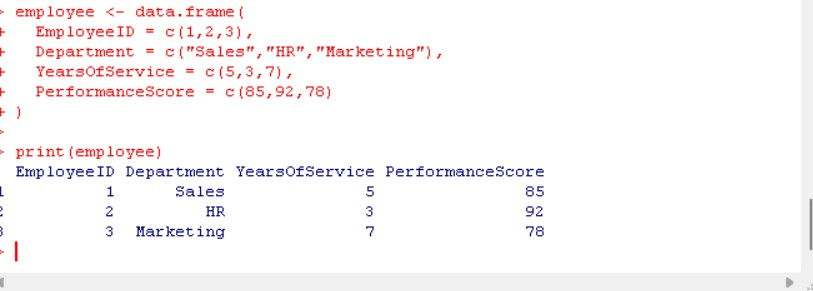 > employee <- data.frame(
+   EmployeeID = c(1,2,3),
+   Department = c("Sales","HR","Marketing"),
+   YearsOfService = c(5,3,7),
+   PerformanceScore = c(85,92,78)
+ )
>
> print(employee)
  EmployeeID Department YearsOfService PerformanceScore
1          1      Sales              5               85
2          2         HR              3               92
3          3  Marketing              7               78
>